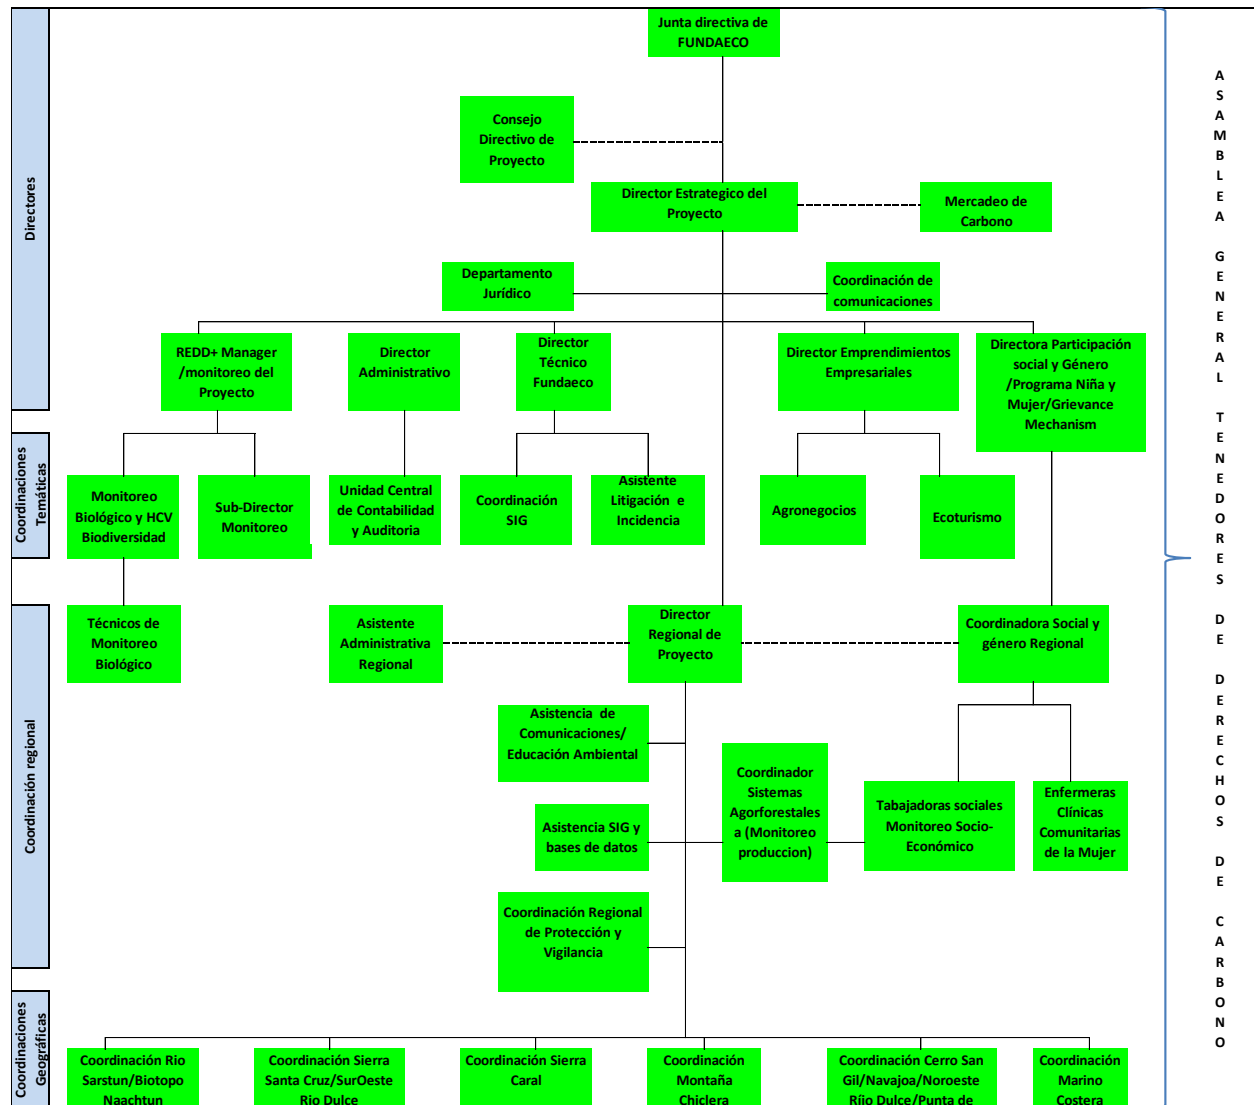 Junta directiva de
FUNDAECO
Consejo
Directivo de
Proyecto
Director Estrategico del
Proyecto
Mercadeo de
Carbono
Departamento
Jurídico
Coordinación de
comunicaciones
Directores
REDD+ Manager
/monitoreo del
Proyecto
Director
Administrativo
Director
Técnico
Fundaeco
Director Emprendimientos
Empresariales
Directora Participación
social y Género
/Programa Niña y
Mujer/Grievance
Mechanism
Coordinaciones
Temáticas
Monitoreo
Biológico y HCV
Biodiversidad
Sub-Director
Monitoreo
Unidad Central
de Contabilidad
y Auditoria
Coordinación
SIG
Asistente
Litigación e
Incidencia
Agronegocios
Ecoturismo
Coordinación regional
Técnicos de
Monitoreo
Biológico
Asistente
Administrativa
Regional
Director
Regional de
Proyecto
Coordinadora Social y
género Regional
Asistencia de
Comunicaciones/
Educación Ambiental
Coordinador
Sistemas
Agorforestales
a (Monitoreo
produccion)
Asistencia SIG y
bases de datos
Tabajadoras sociales
Monitoreo Socio-
Económico
Enfermeras
Clínicas
Comunitarias
de la Mujer
Coordinación Regional
de Protección y
Vigilancia
Coordinaciones
Geográficas
Coordinación Rio
Sarstun/Biotopo
Naachtun
Coordinación Sierra
Santa Cruz/SurOeste
Rio Dulce
Coordinación Sierra
Caral
Coordinación
Montaña
Chiclera
Coordinación Cerro San
Gil/Navajoa/Noroeste
Ríio Dulce/Punta de
Coordinación
Marino
Costera
ASAMBLEA GENERAL TENEDORES DE DERECHOS DE CARBONO